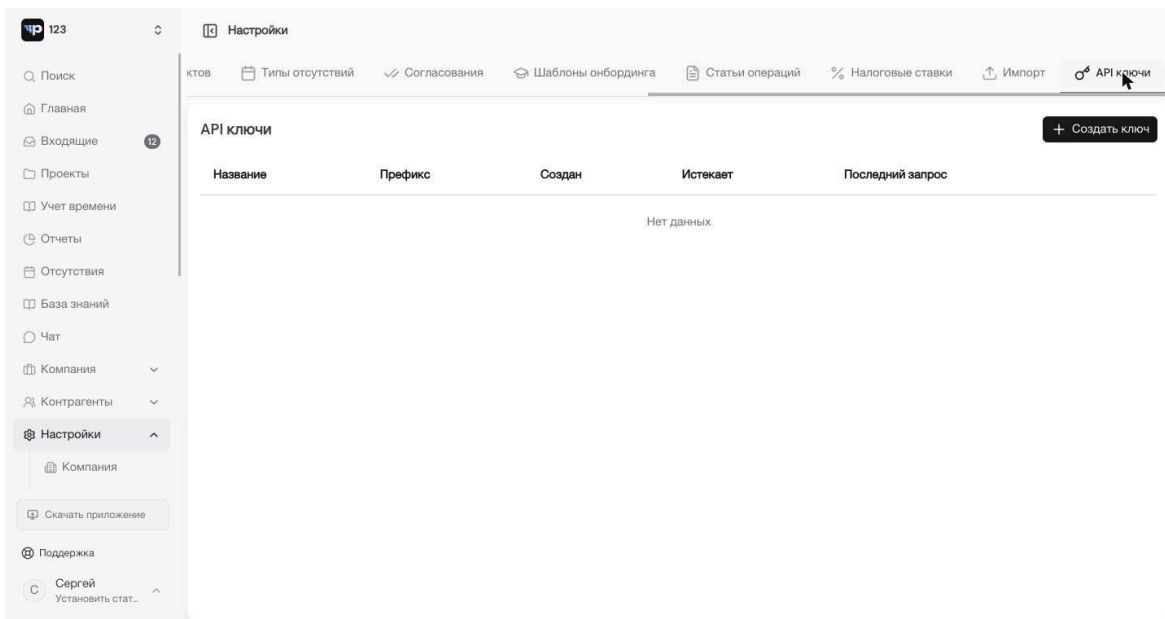 123
Настройки
Поиск
Главная
Входящие 12
Проекты
Учет времени
Отчеты
Отсутствия
База знаний
Чат
Компания
Контрагенты
Настройки
Компания
Скачать приложение
Поддержка
С
Сергей
Установить стат...
ктов Типы отсутствий Согласования Шаблоны онбординга Статьи операций Налоговые ставки Импорт API ключи
API ключи
+ Создать ключ
Название Префикс Создан Истекает Последний запрос
Нет данных